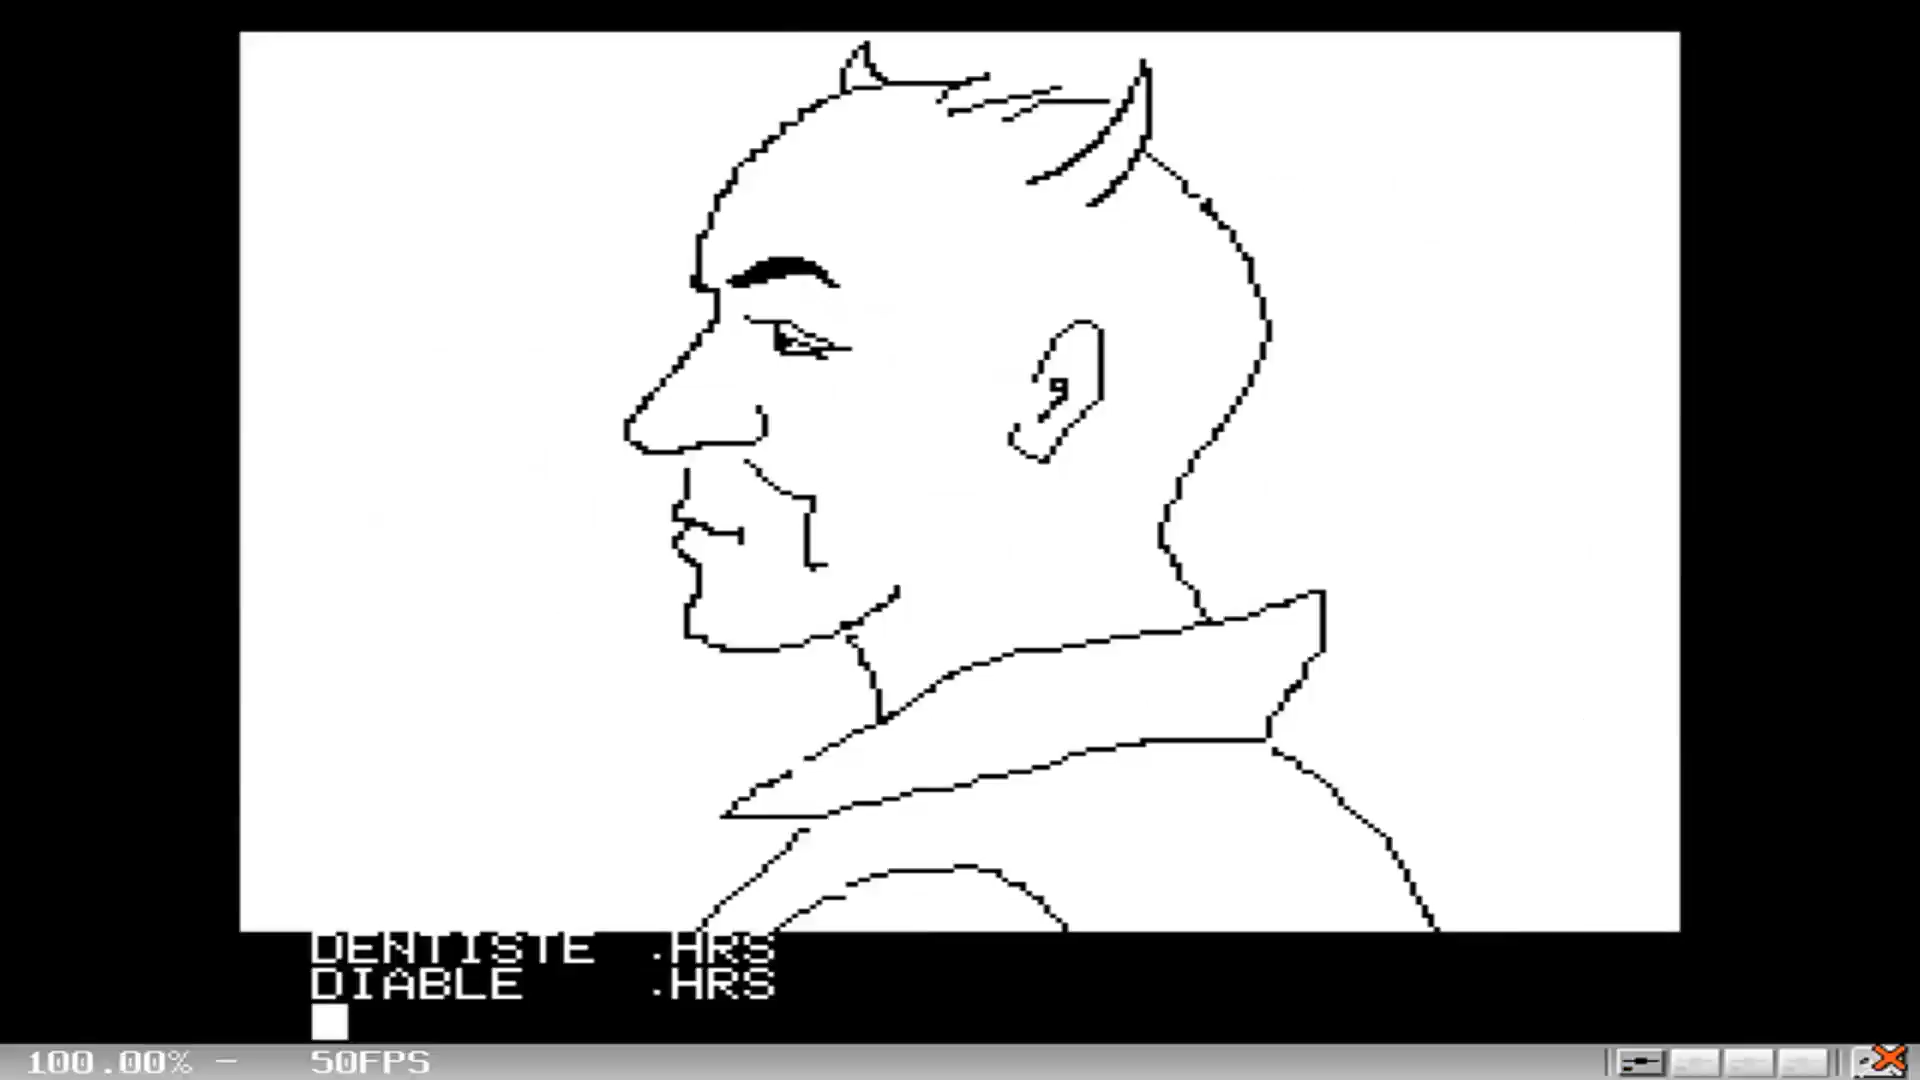 DENTISTE .HRS
DIABLE .HRS
100.00% - 50FPS